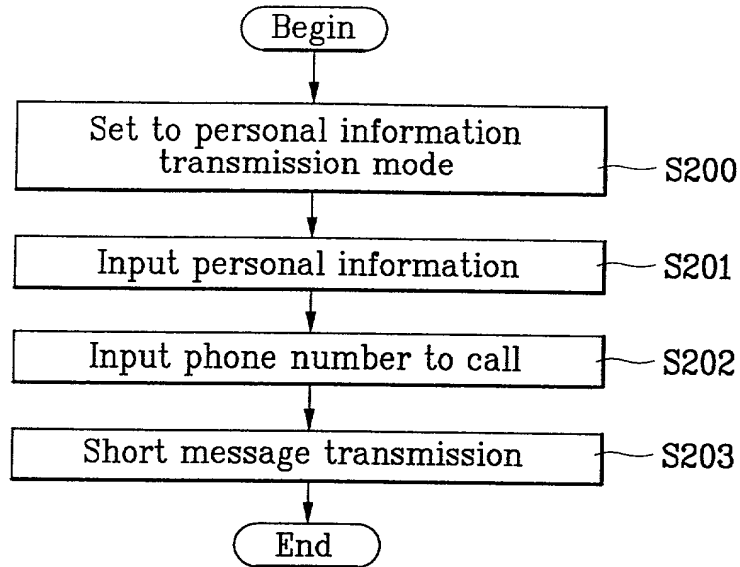 Begin
Set to personal information
transmission mode
S200
Input personal information
S201
Input phone number to call
S202
Short message transmission
S203
End